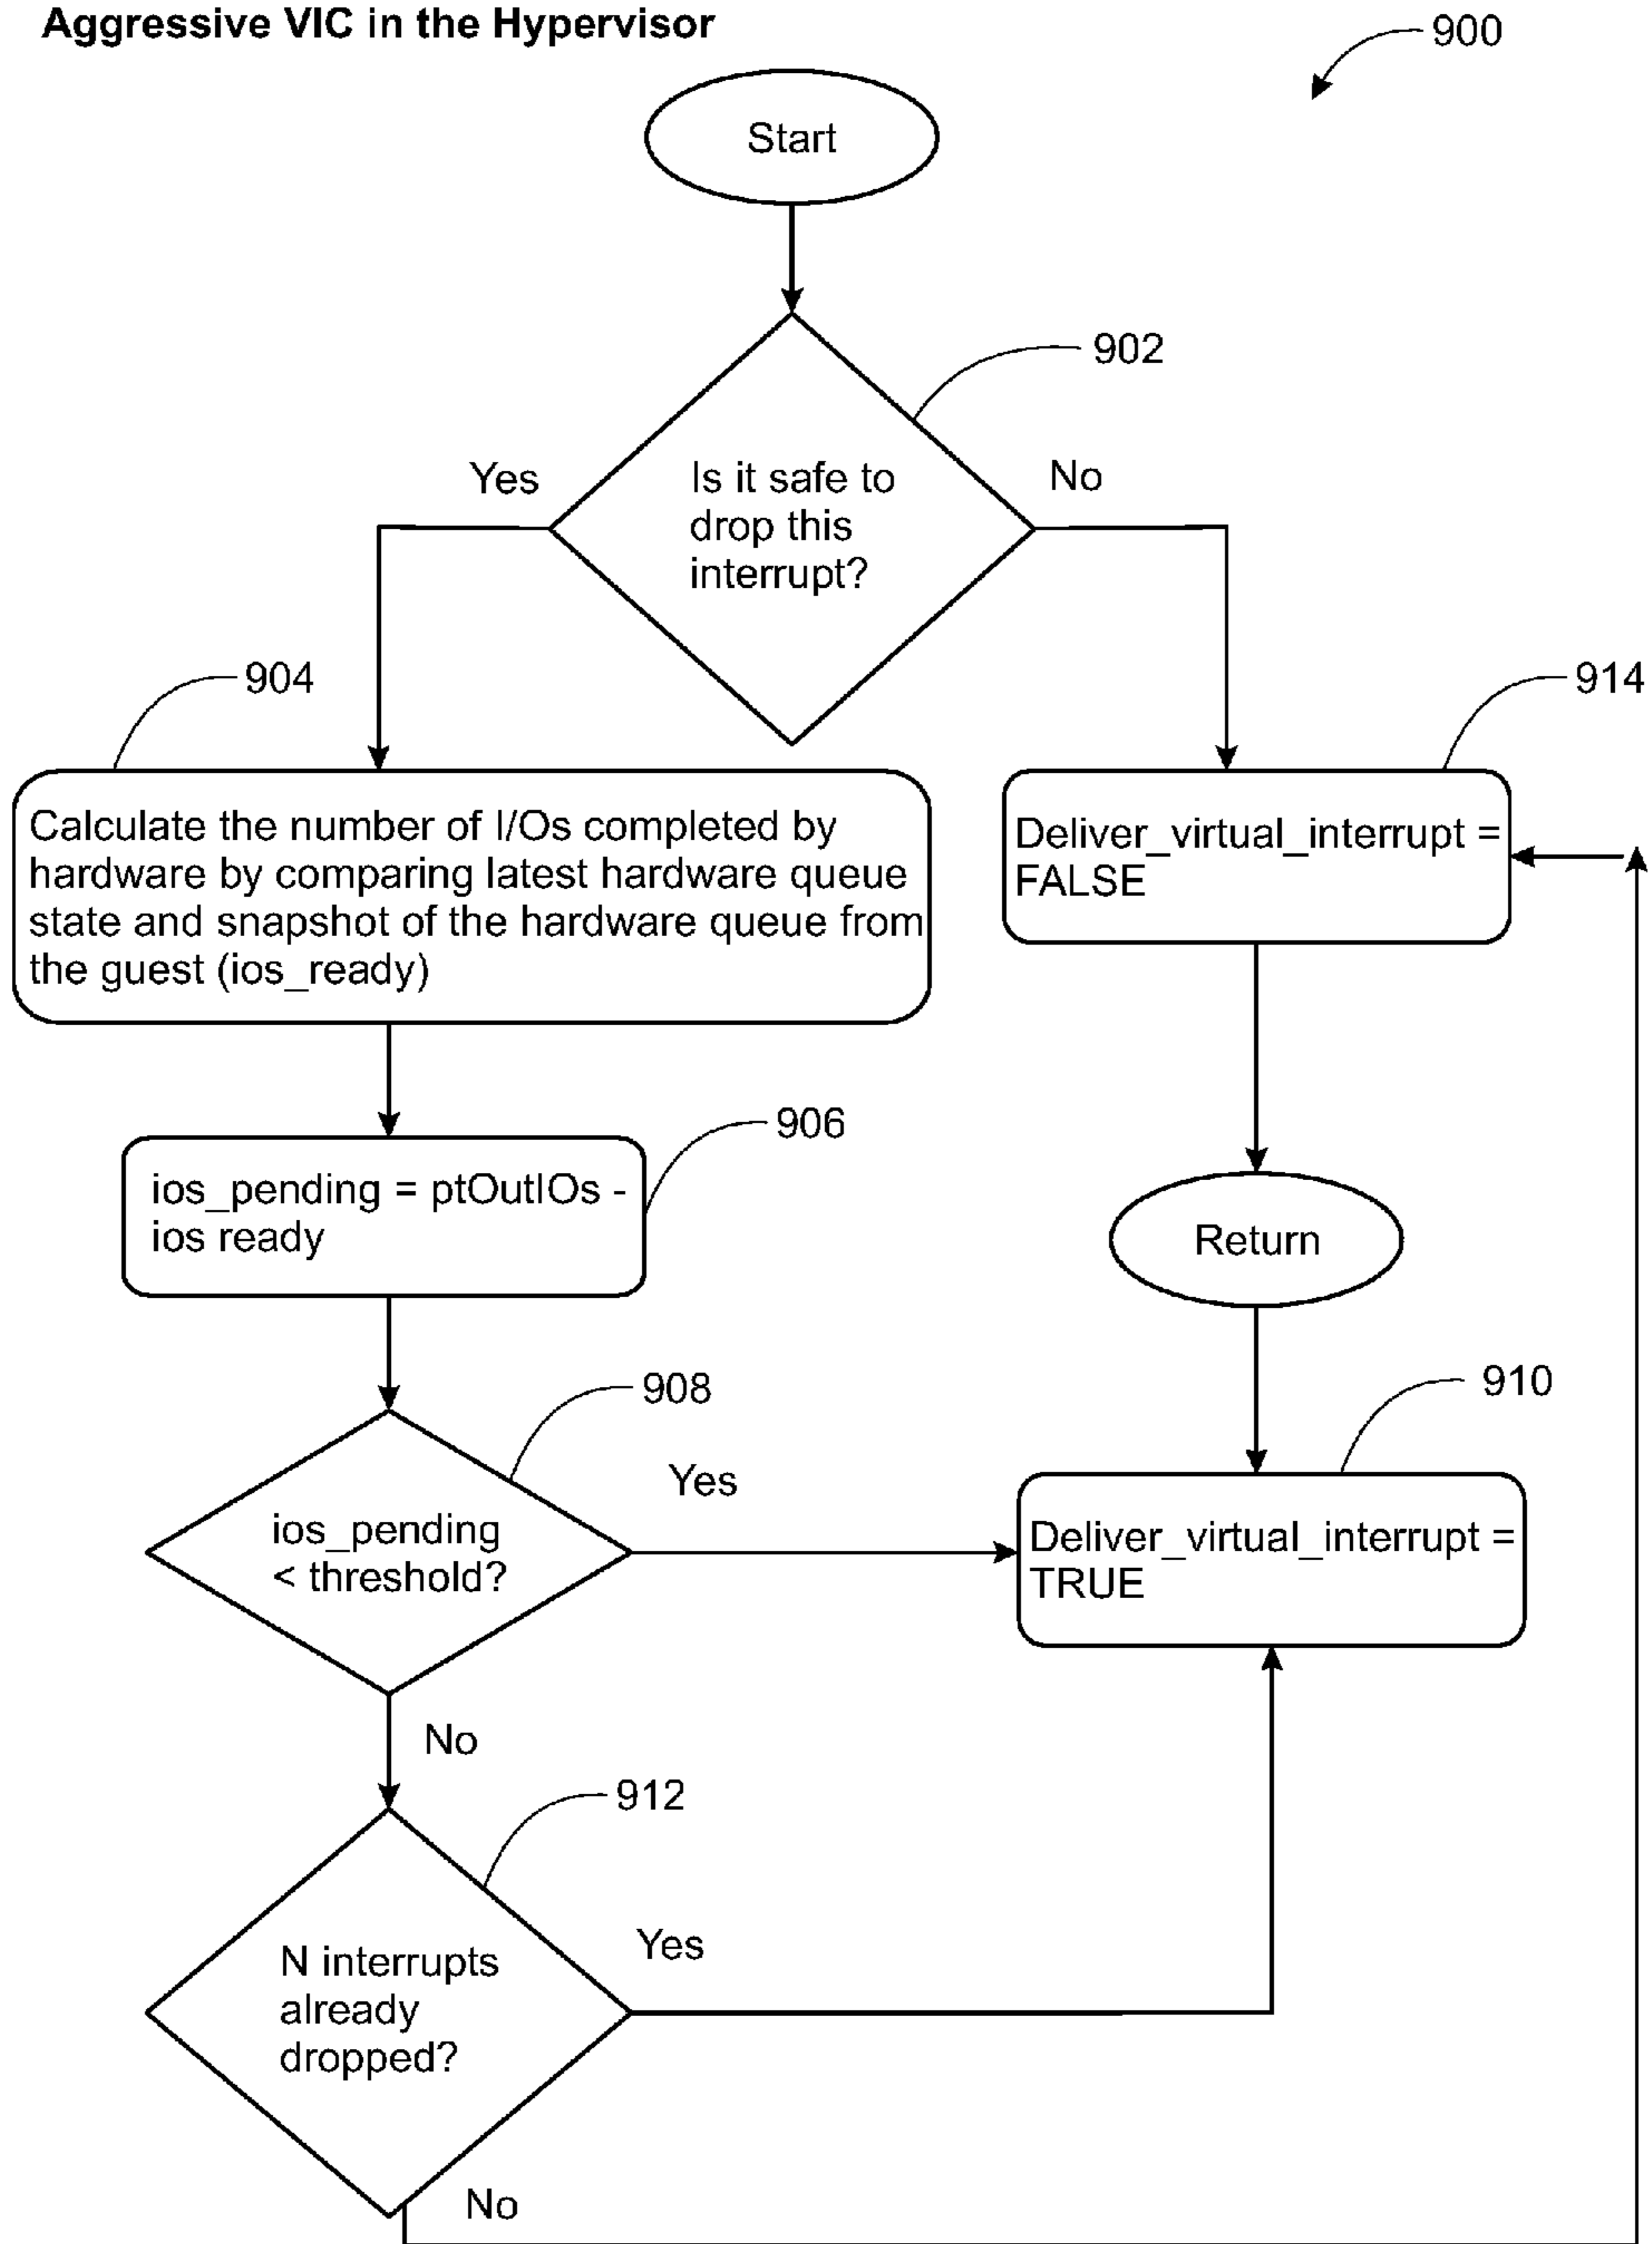 Aggressive VIC in the Hypervisor
900
Start
902
Yes
Is it safe to
drop this
interrupt?
No
904
914
Calculate the number of I/Os completed by
hardware by comparing latest hardware queue
state and snapshot of the hardware queue from
the guest (ios_ready)
Deliver_virtual_interrupt =
FALSE
906
ios_pending = ptOutIOs -
ios ready
Return
908
910
Yes
ios_pending
< threshold?
Deliver_virtual_interrupt =
TRUE
No
912
Yes
N interrupts
already
dropped?
No